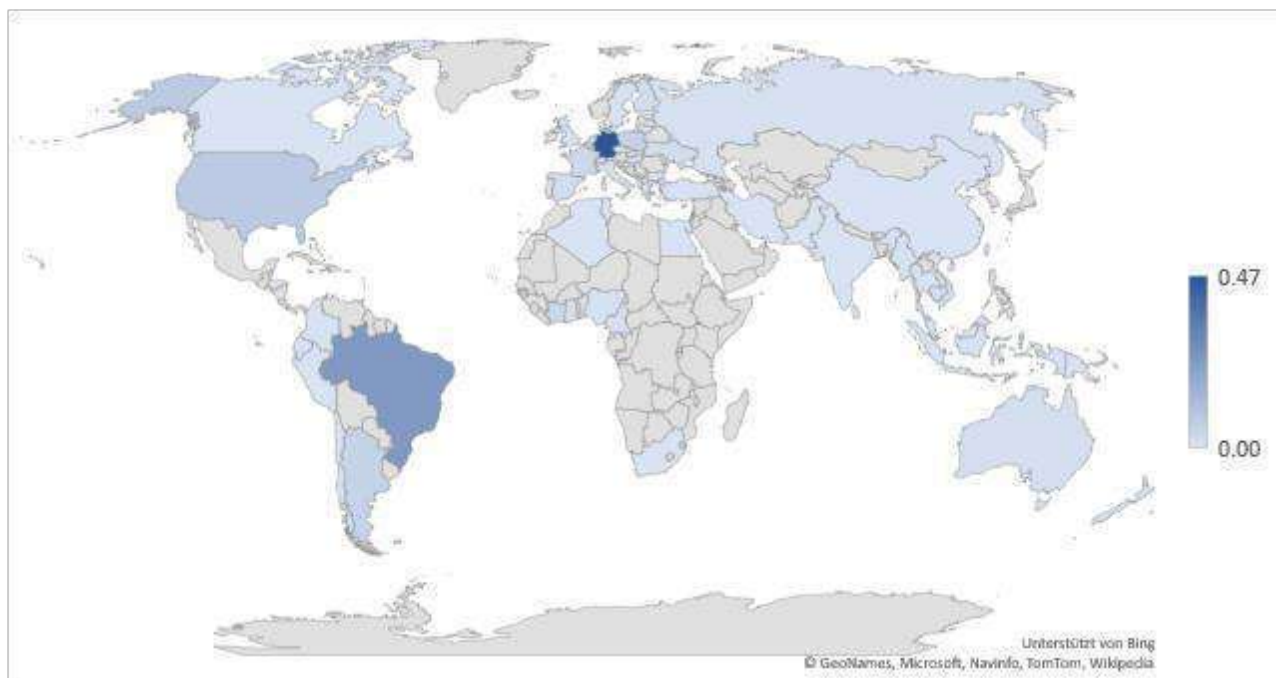 0.47
0.00
Unterstützt von Bing
© GeoNames, Microsoft, Navinfo, TomTom, Wikipedia